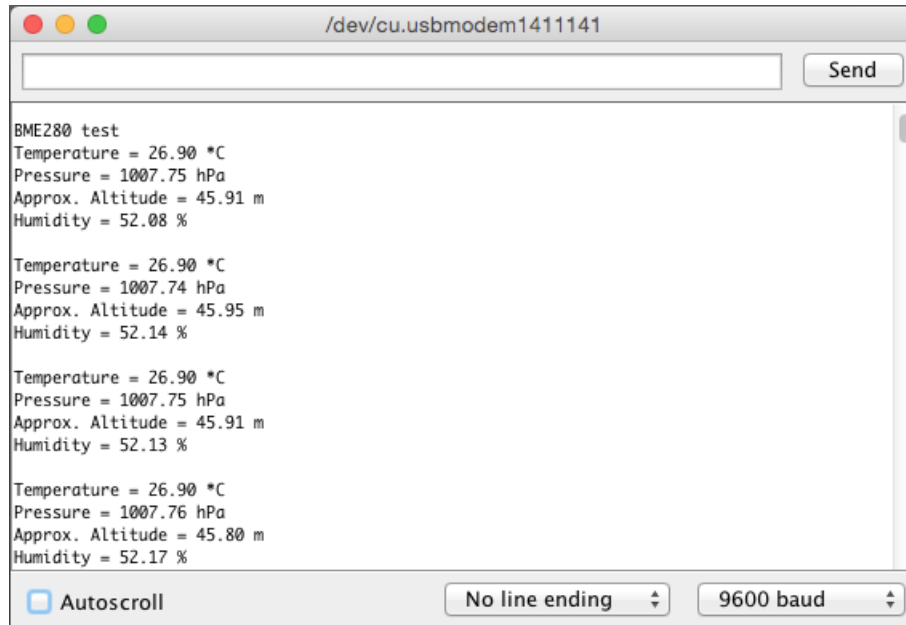 /dev/cu.usbmodem1411141
Send
BME280 test
Temperature = 26.90 *C
Pressure = 1007.75 hPa
Approx. Altitude = 45.91 m
Humidity = 52.08 %
Temperature = 26.90 *C
Pressure = 1007.74 hPa
Approx. Altitude = 45.95 m
Humidity = 52.14 %
Temperature = 26.90 *C
Pressure = 1007.75 hPa
Approx. Altitude = 45.91 m
Humidity = 52.13 %
Temperature = 26.90 *C
Pressure = 1007.76 hPa
Approx. Altitude = 45.80 m
Humidity = 52.17 %
Autoscroll No line ending 9600 baud